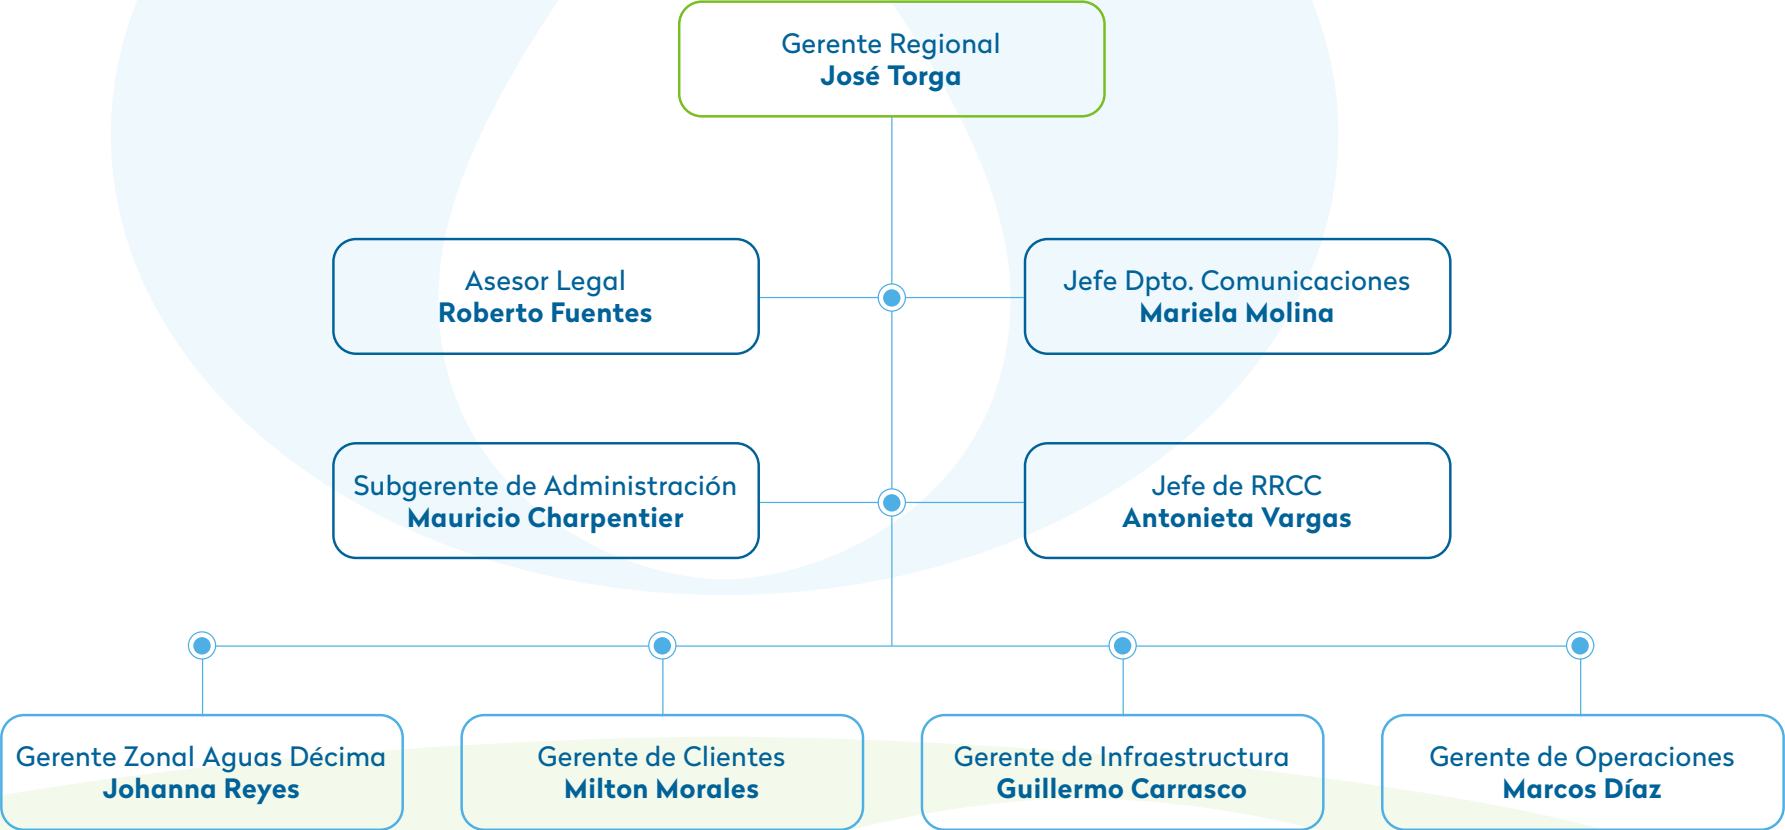 Gerente Regional
José Torga
Asesor Legal
Roberto Fuentes
Jefe Dpto. Comunicaciones
Mariela Molina
Subgerente de Administración
Mauricio Charpentier
Jefe de RRCC
Antonieta Vargas
Gerente Zonal Aguas Décima
Johanna Reyes
Gerente de Clientes
Milton Morales
Gerente de Infraestructura
Guillermo Carrasco
Gerente de Operaciones
Marcos Díaz